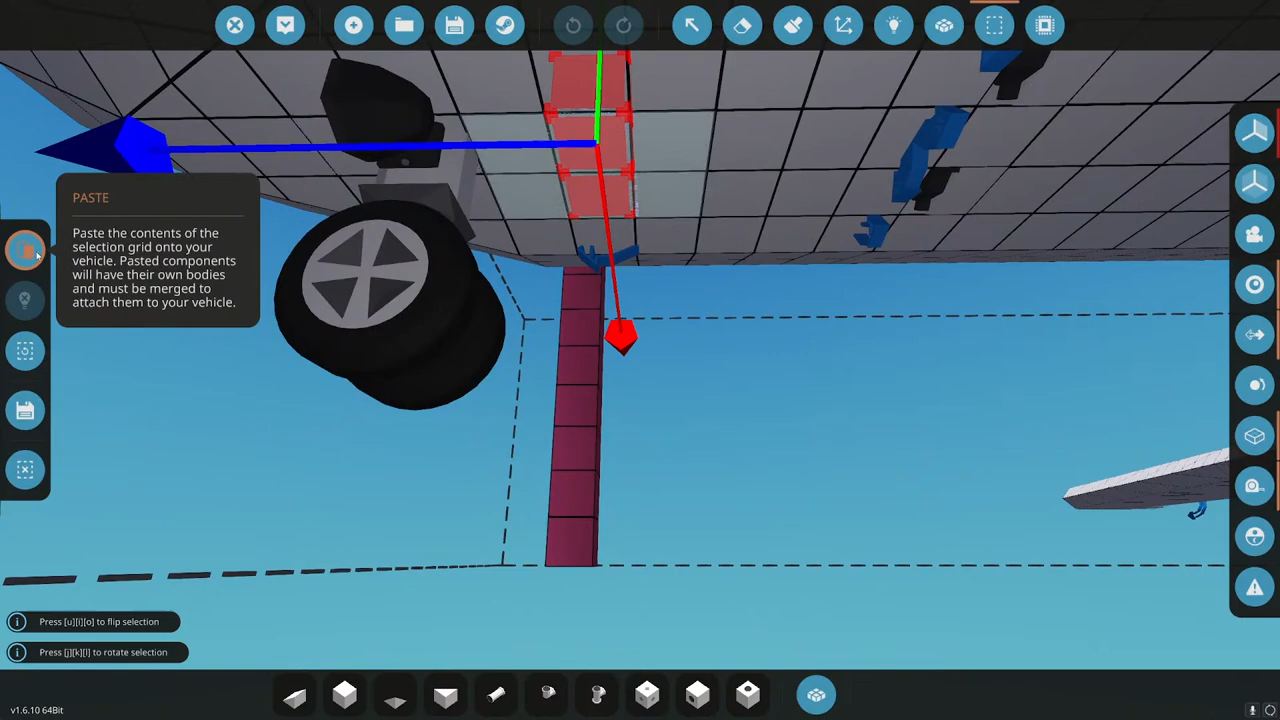 PASTE
Paste the contents of the
selection grid onto your
vehicle. Pasted components
will have their own bodies
and must be merged to
attach them to your vehicle.
Press [u][i][o] to flip selection
Press [j][k][l] to rotate selection
v1.6.10 64Bit